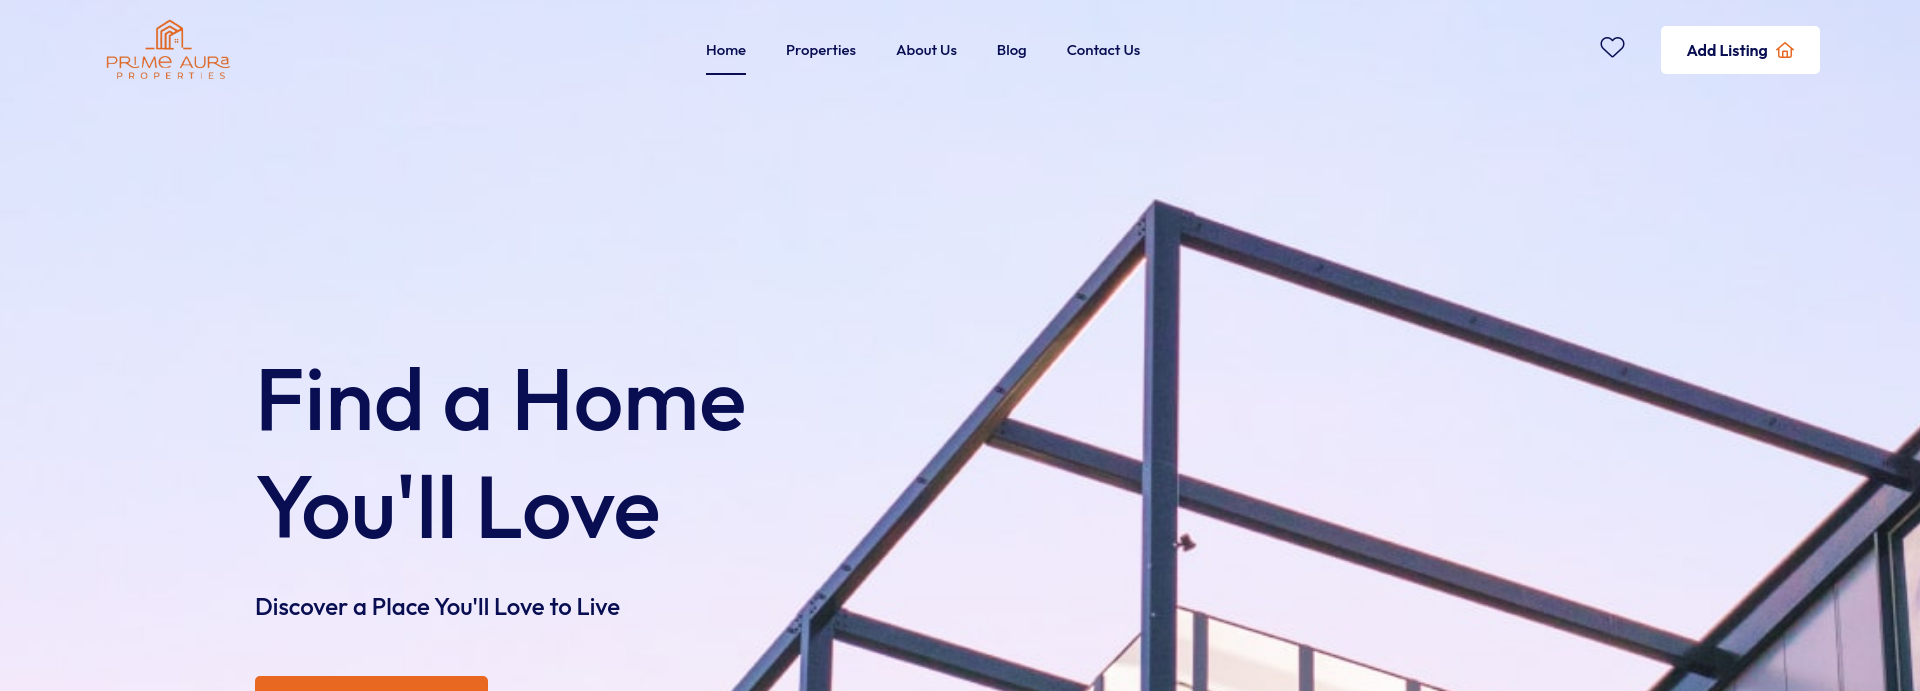 PRIME AURA
PROPERTIES
Home
Properties
About Us
Blog
Contact Us
Add Listing
Find a Home
You'll Love
Discover a Place You'll Love to Live